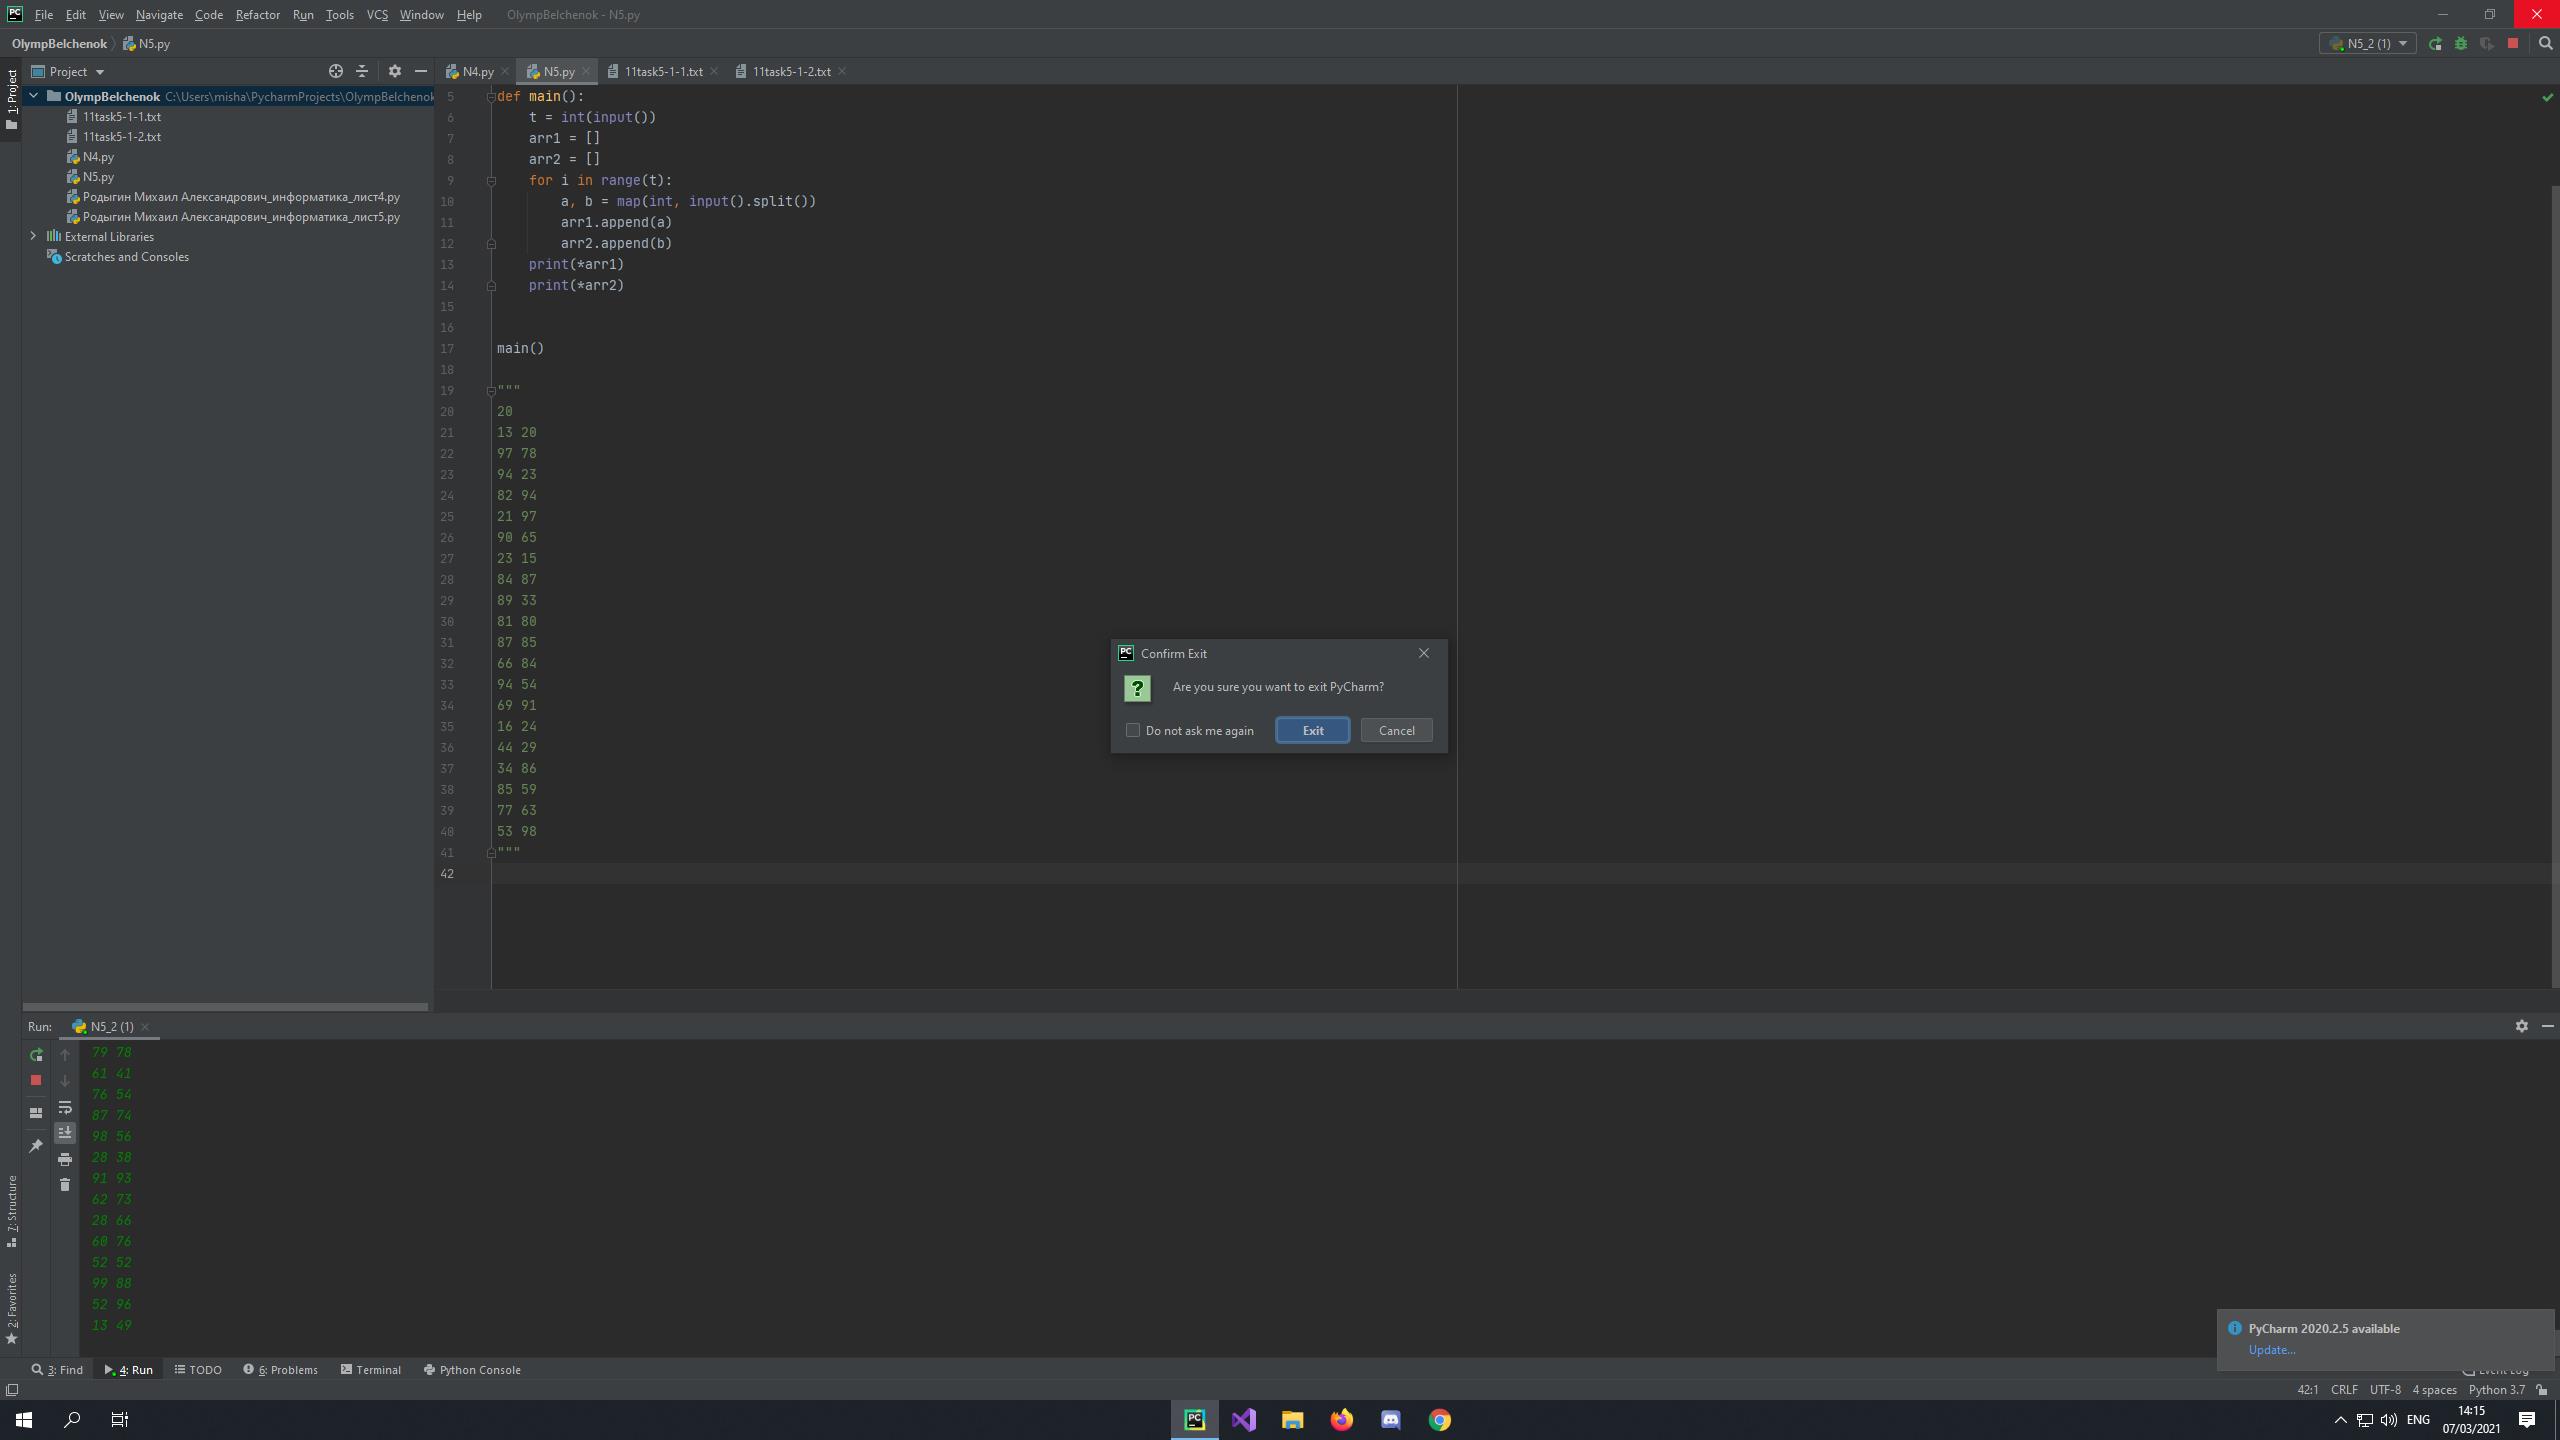 PC File Edit View Navigate Code Refactor Run Tools VCS Window Help OlympBelchenok - N5.py
OlympBelchenok N5.py N5_2 (1)
Project N4.py N5.py 11task5-1-1.txt 11task5-1-2.txt
1: Project
OlympBelchenok C:\Users\misha\PycharmProjects\OlympBelchenok
11task5-1-1.txt
11task5-1-2.txt
N4.py
N5.py
Родыгин Михаил Александрович_информатика_лист4.py
Родыгин Михаил Александрович_информатика_лист5.py
External Libraries
Scratches and Consoles
5 def main():
6 t = int(input())
7 arr1 = []
8 arr2 = []
9 for i in range(t):
10 a, b = map(int, input().split())
11 arr1.append(a)
12 arr2.append(b)
13 print(*arr1)
14 print(*arr2)
15
16
17 main()
18
19 """
20 20
21 13 20
22 97 78
23 94 23
24 82 94
25 21 97
26 90 65
27 23 15
28 84 87
29 89 33
30 81 80
31 87 85
32 66 84
33 94 54
34 69 91
35 16 24
36 44 29
37 34 86
38 85 59
39 77 63
40 53 98
41 """
42
PC Confirm Exit
? Are you sure you want to exit PyCharm?
Do not ask me again Exit Cancel
Run: N5_2 (1)
79 78
61 41
76 54
87 74
98 56
28 38
91 93
62 73
28 66
60 76
52 52
99 88
52 96
13 49
7: Structure
2: Favorites
PyCharm 2020.2.5 available
Update...
3: Find 4: Run TODO 6: Problems Terminal Python Console Event Log
42:1 CRLF UTF-8 4 spaces Python 3.7
PC ENG 14:15
07/03/2021